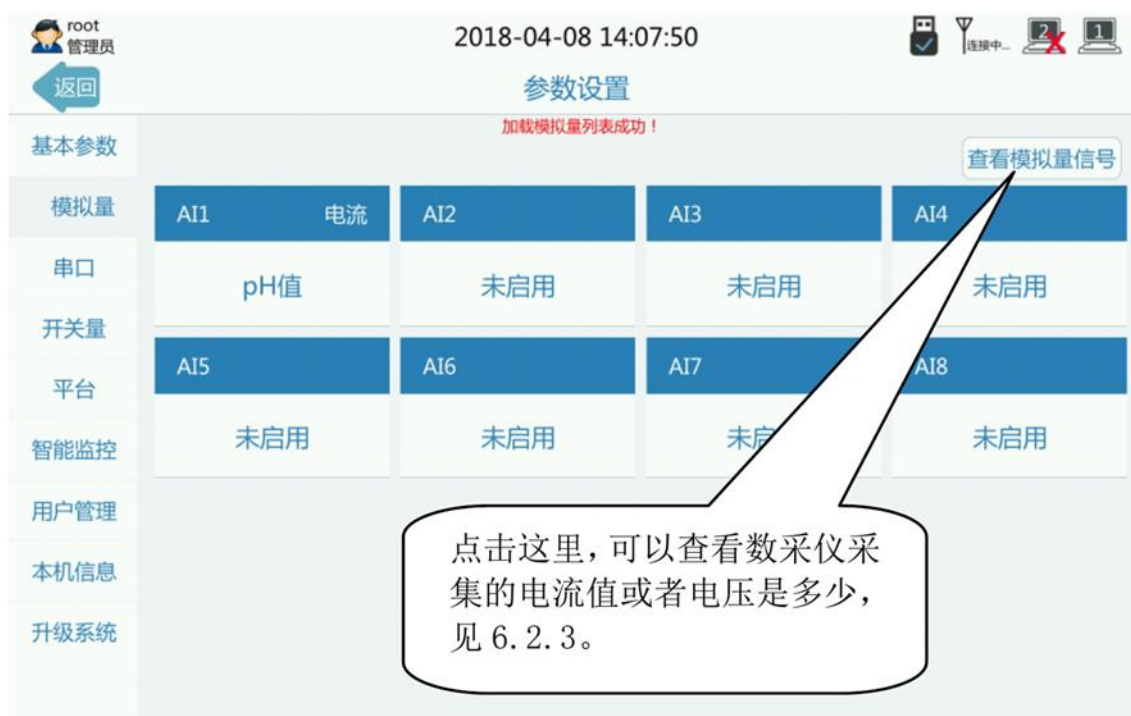 root
管理员
2018-04-08 14:07:50
连接中...
2
1
返回
参数设置
加载模拟量列表成功！
基本参数
查看模拟量信号
模拟量
AI1 电流
AI2
AI3
AI4
pH值
未启用
未启用
未启用
串口
开关量
AI5
AI6
AI7
AI8
平台
未启用
未启用
未启用
智能监控
用户管理
本机信息
升级系统
点击这里，可以查看数采仪采
集的电流值或者电压是多少，
见 6.2.3。